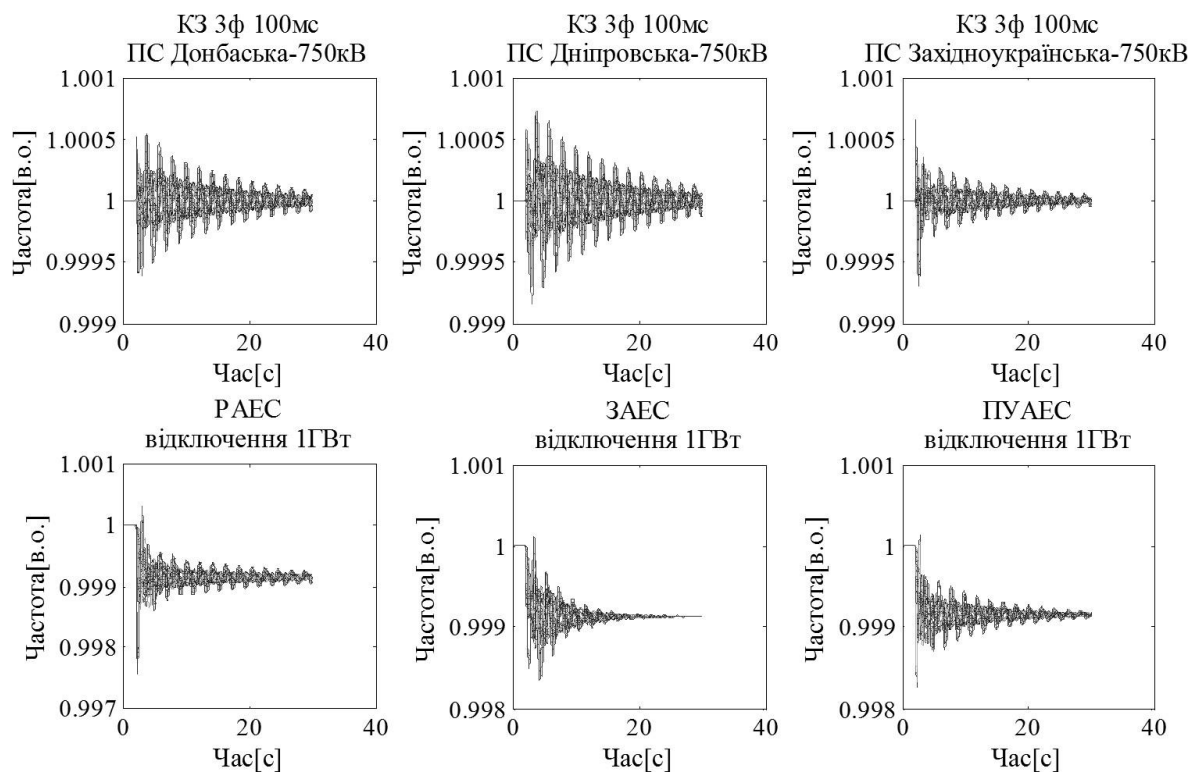 КЗ 3ф 100мс
ПС Донбаська-750кВ
1.001
1.0005
1
0.9995
0.999
Частота[в.о.]
0
20
40
Час[с]
КЗ 3ф 100мс
ПС Дніпровська-750кВ
1.001
1.0005
1
0.9995
0.999
Частота[в.о.]
0
20
40
Час[с]
КЗ 3ф 100мс
ПС Західноукраїнська-750кВ
1.001
1.0005
1
0.9995
0.999
Частота[в.о.]
0
20
40
Час[с]
РАЕС
відключення 1ГВт
1.001
1
0.999
0.998
0.997
Частота[в.о.]
0
20
40
Час[с]
ЗАЕС
відключення 1ГВт
1.001
1
0.999
0.998
Частота[в.о.]
0
20
40
Час[с]
ПУАЕС
відключення 1ГВт
1.001
1
0.999
0.998
Частота[в.о.]
0
20
40
Час[с]